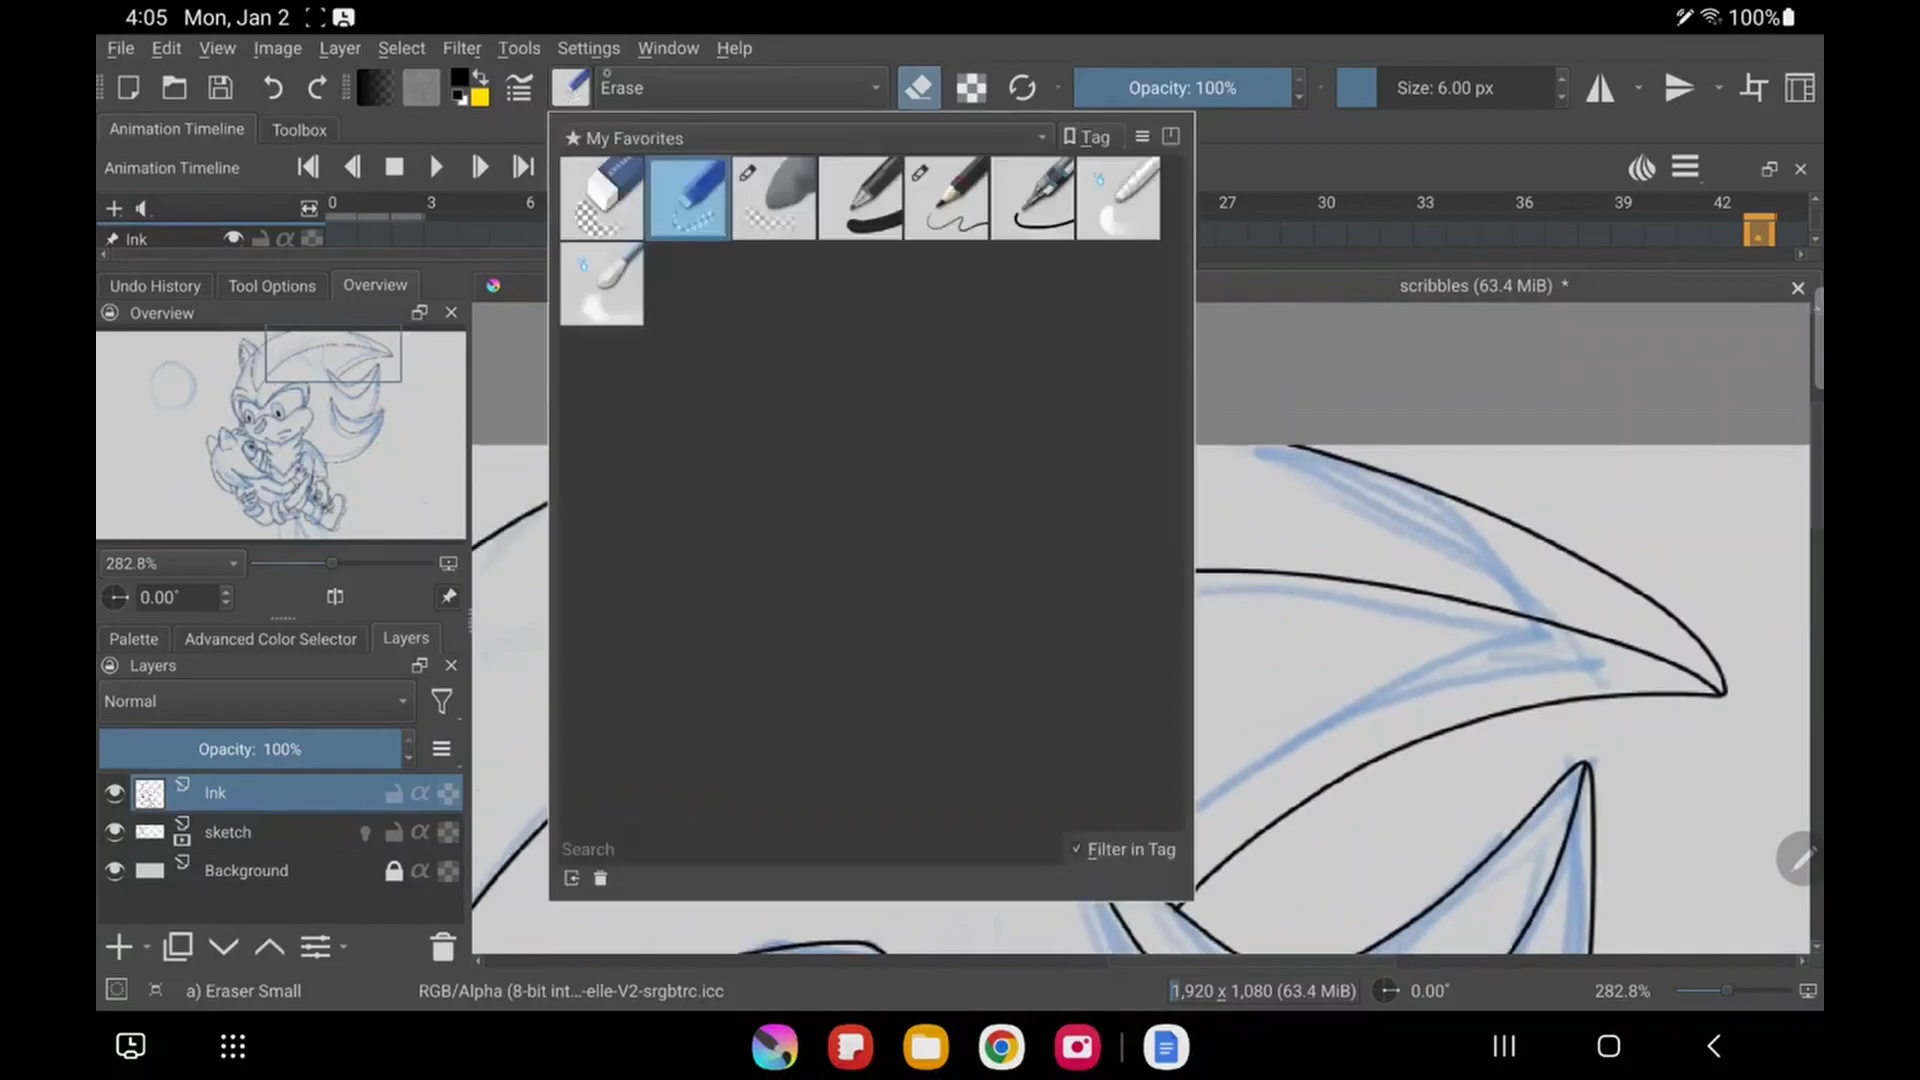 4:05 Mon, Jan 2
100%
File Edit View Image Layer Select Filter Tools Settings Window Help
Erase
Opacity: 100%
Size: 6.00 px
Animation Timeline Toolbox
My Favorites
Tag
Animation Timeline
0 3 6 27 30 33 36 39 42
Ink
Undo History Tool Options Overview
scribbles (63.4 MiB) *
Overview
282.8%
0.00°
Palette Advanced Color Selector Layers
Layers
Normal
Opacity: 100%
Ink
sketch
Background
Search
Filter in Tag
a) Eraser Small
RGB/Alpha (8-bit int...-elle-V2-srgbtrc.icc
1,920 x 1,080 (63.4 MiB)
0.00°
282.8%